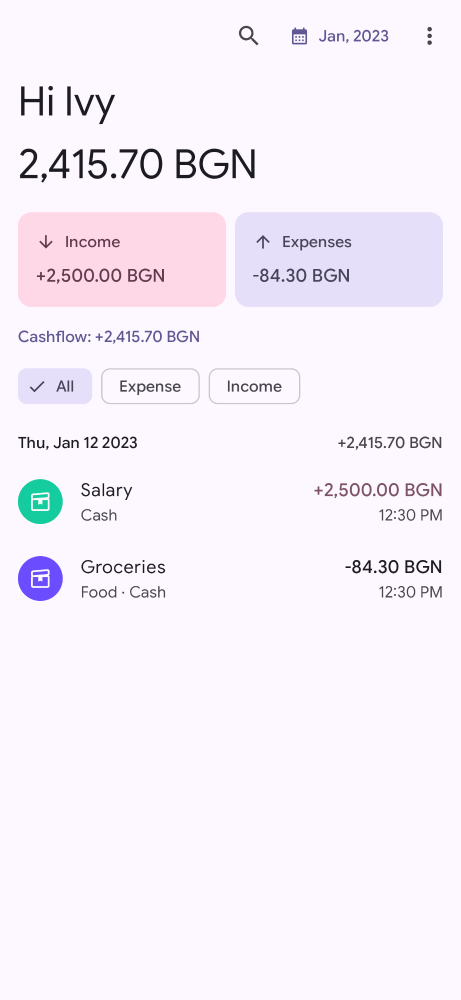 Jan, 2023
Hi Ivy
2,415.70 BGN
Income
+2,500.00 BGN
Expenses
-84.30 BGN
Cashflow: +2,415.70 BGN
All
Expense
Income
Thu, Jan 12 2023
+2,415.70 BGN
Salary
+2,500.00 BGN
Cash
12:30 PM
Groceries
-84.30 BGN
Food · Cash
12:30 PM